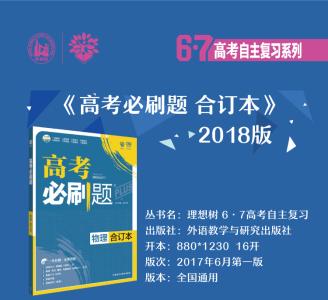 6·7高考自主复习系列
《高考必刷题 合订本》
2018版
高考
必刷题
物理 合订本
丛书名：理想树 6·7高考自主复习
出版社：外语教学与研究出版社
开本：880*1230 16开
版次：2017年6月第一版
版本：全国通用